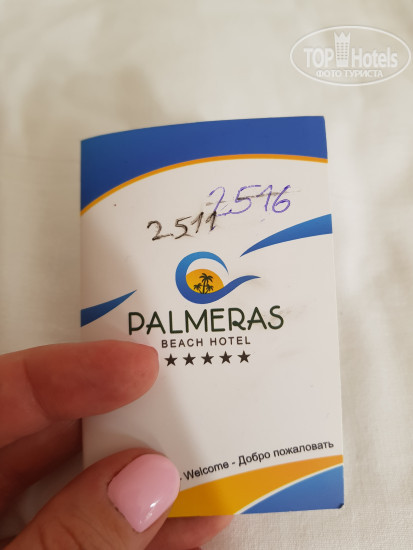 TOP Hotels
ФОТО ТУРИСТА
2516
2511
PALMERAS
BEACH HOTEL
★★★★★
Welcome - Добро пожаловать